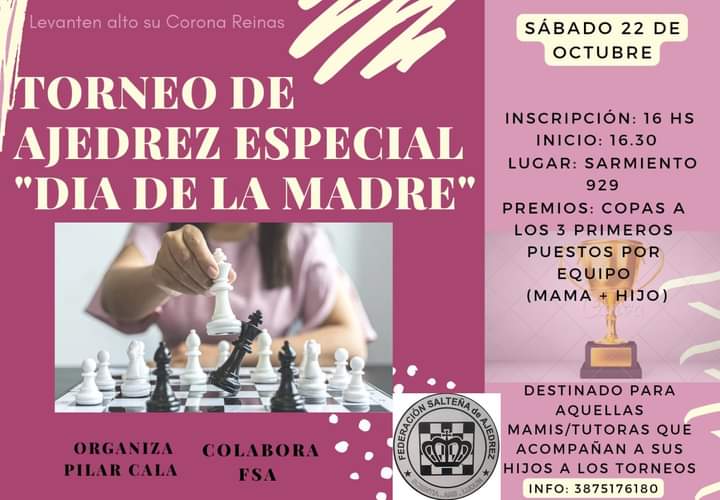 Levanten alto su Corona Reinas
TORNEO DE
AJEDREZ ESPECIAL
"DIA DE LA MADRE"
SÁBADO 22 DE
OCTUBRE
INSCRIPCIÓN: 16 HS
INICIO: 16.30
LUGAR: SARMIENTO
929
PREMIOS: COPAS A
LOS 3 PRIMEROS
PUESTOS POR
EQUIPO
(MAMA + HIJO)
DESTINADO PARA
AQUELLAS
MAMIS/TUTORAS QUE
ACOMPAÑAN A SUS
HIJOS A LOS TORNEOS
INFO: 3875176180
ORGANIZA
PILAR CALA
COLABORA
FSA
FEDERACIÓN SALTEÑA de AJEDREZ